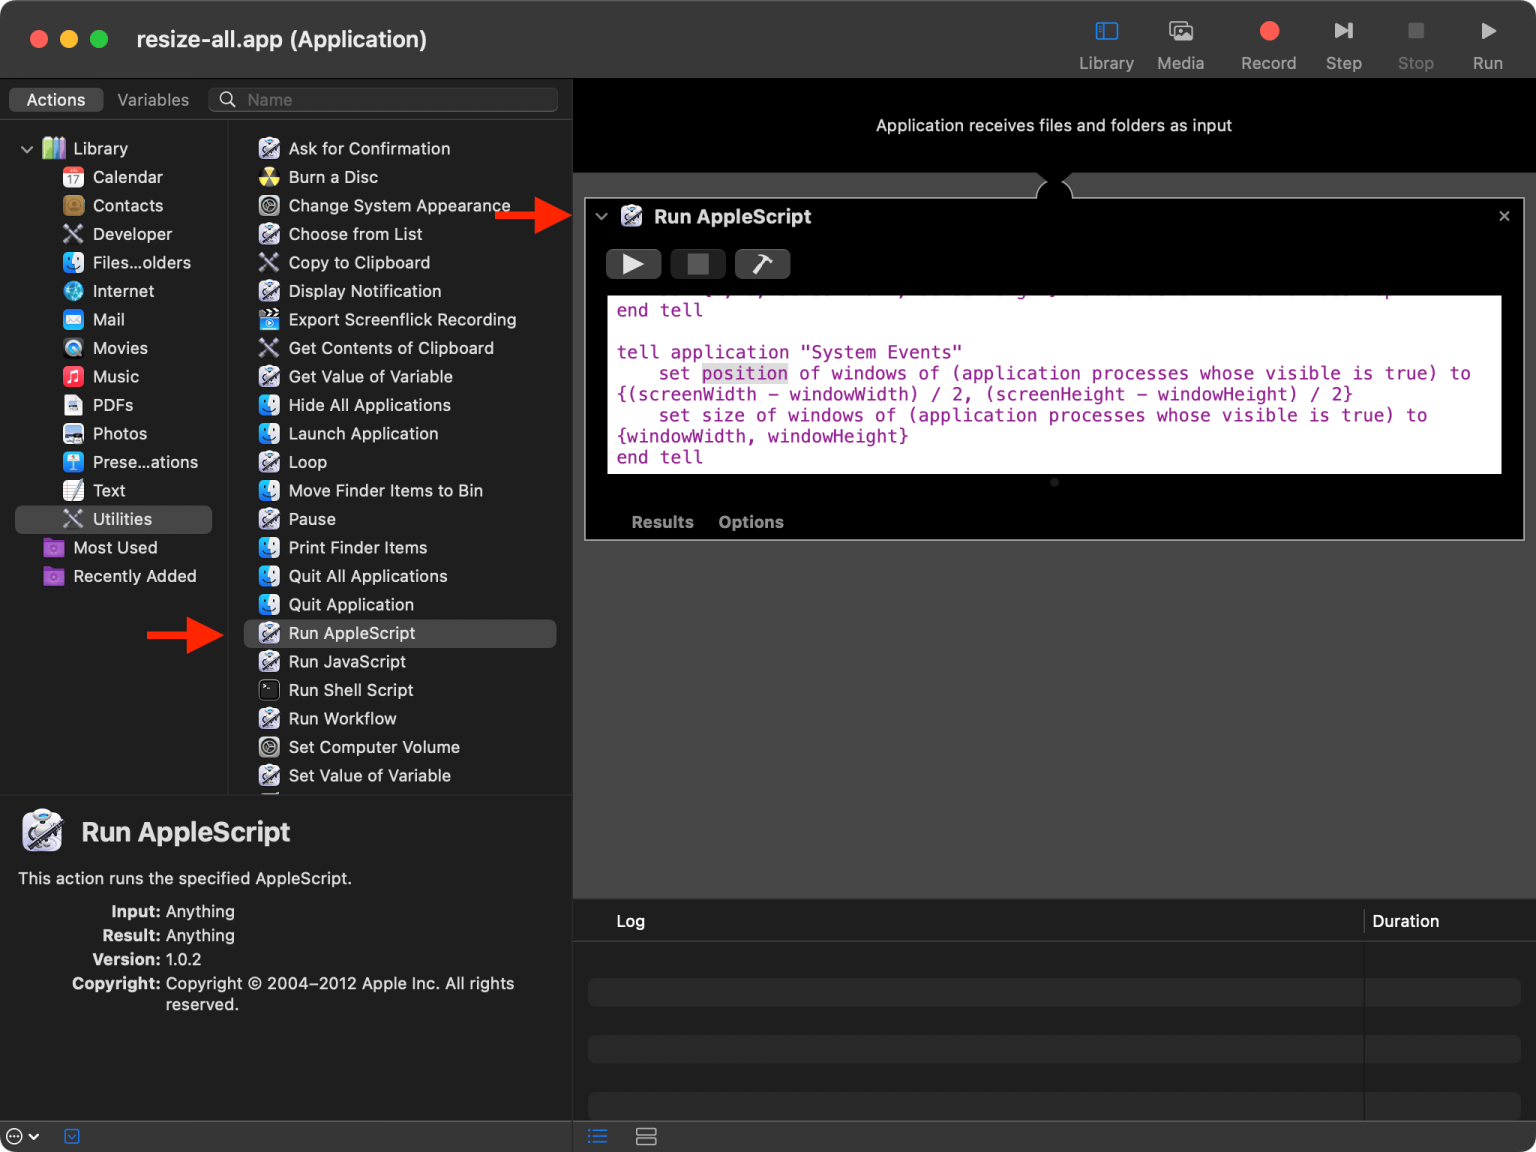 resize-all.app (Application)
Library
Media
Record
Step
Stop
Run
Actions
Variables
Name
Library
Calendar
Contacts
Developer
Files...olders
Internet
Mail
Movies
Music
PDFs
Photos
Prese...ations
Text
Utilities
Most Used
Recently Added
Ask for Confirmation
Burn a Disc
Change System Appearance
Choose from List
Copy to Clipboard
Display Notification
Export Screenflick Recording
Get Contents of Clipboard
Get Value of Variable
Hide All Applications
Launch Application
Loop
Move Finder Items to Bin
Pause
Print Finder Items
Quit All Applications
Quit Application
Run AppleScript
Run JavaScript
Run Shell Script
Run Workflow
Set Computer Volume
Set Value of Variable
Run AppleScript
This action runs the specified AppleScript.
Input: Anything
Result: Anything
Version: 1.0.2
Copyright: Copyright © 2004–2012 Apple Inc. All rights
reserved.
Application receives files and folders as input
Run AppleScript
end tell
tell application "System Events"
set position of windows of (application processes whose visible is true) to
{(screenWidth - windowWidth) / 2, (screenHeight - windowHeight) / 2}
set size of windows of (application processes whose visible is true) to
{windowWidth, windowHeight}
end tell
Results
Options
Log
Duration